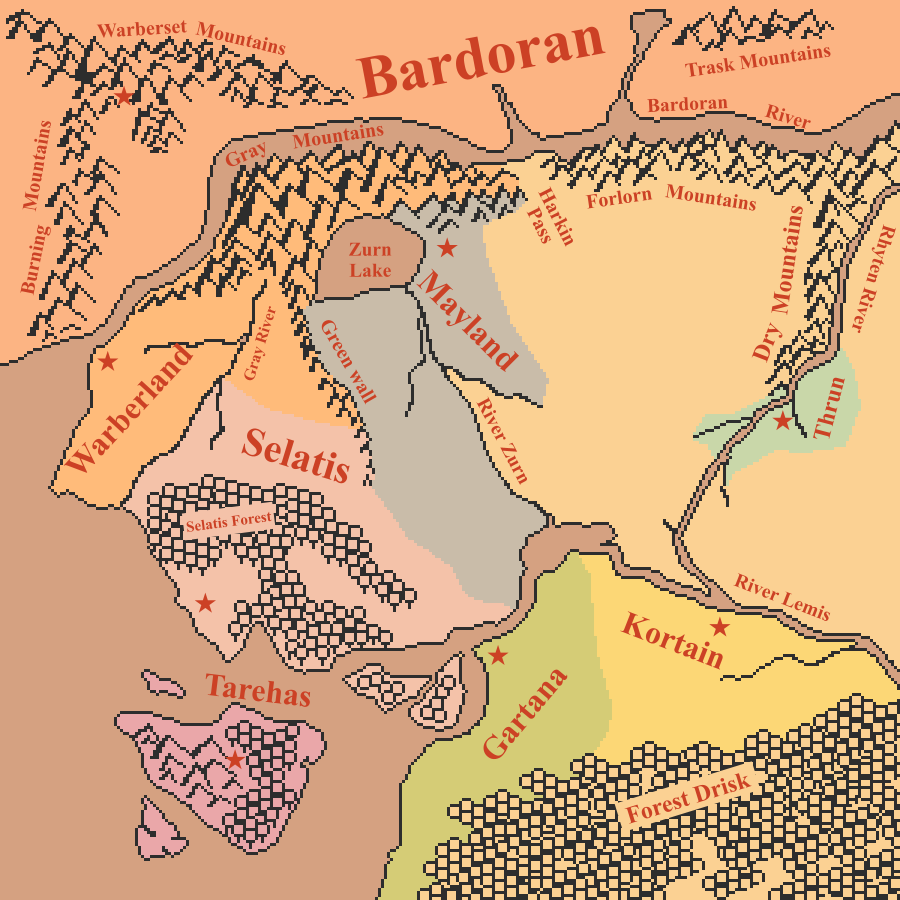 Warberset Mountains
Bardoran
Trask Mountains
Bardoran River
Burning Mountains
Gray Mountains
Harkin
Pass
Forlorn Mountains
Zurn
Lake
Mayland
Dry Mountains
Rhyten River
Warberland
Gray River
Green wall
River Zurn
Thrun
Selatis
Selatis Forest
River Lemis
Kortain
Tarehas
Gartana
Forest Drisk